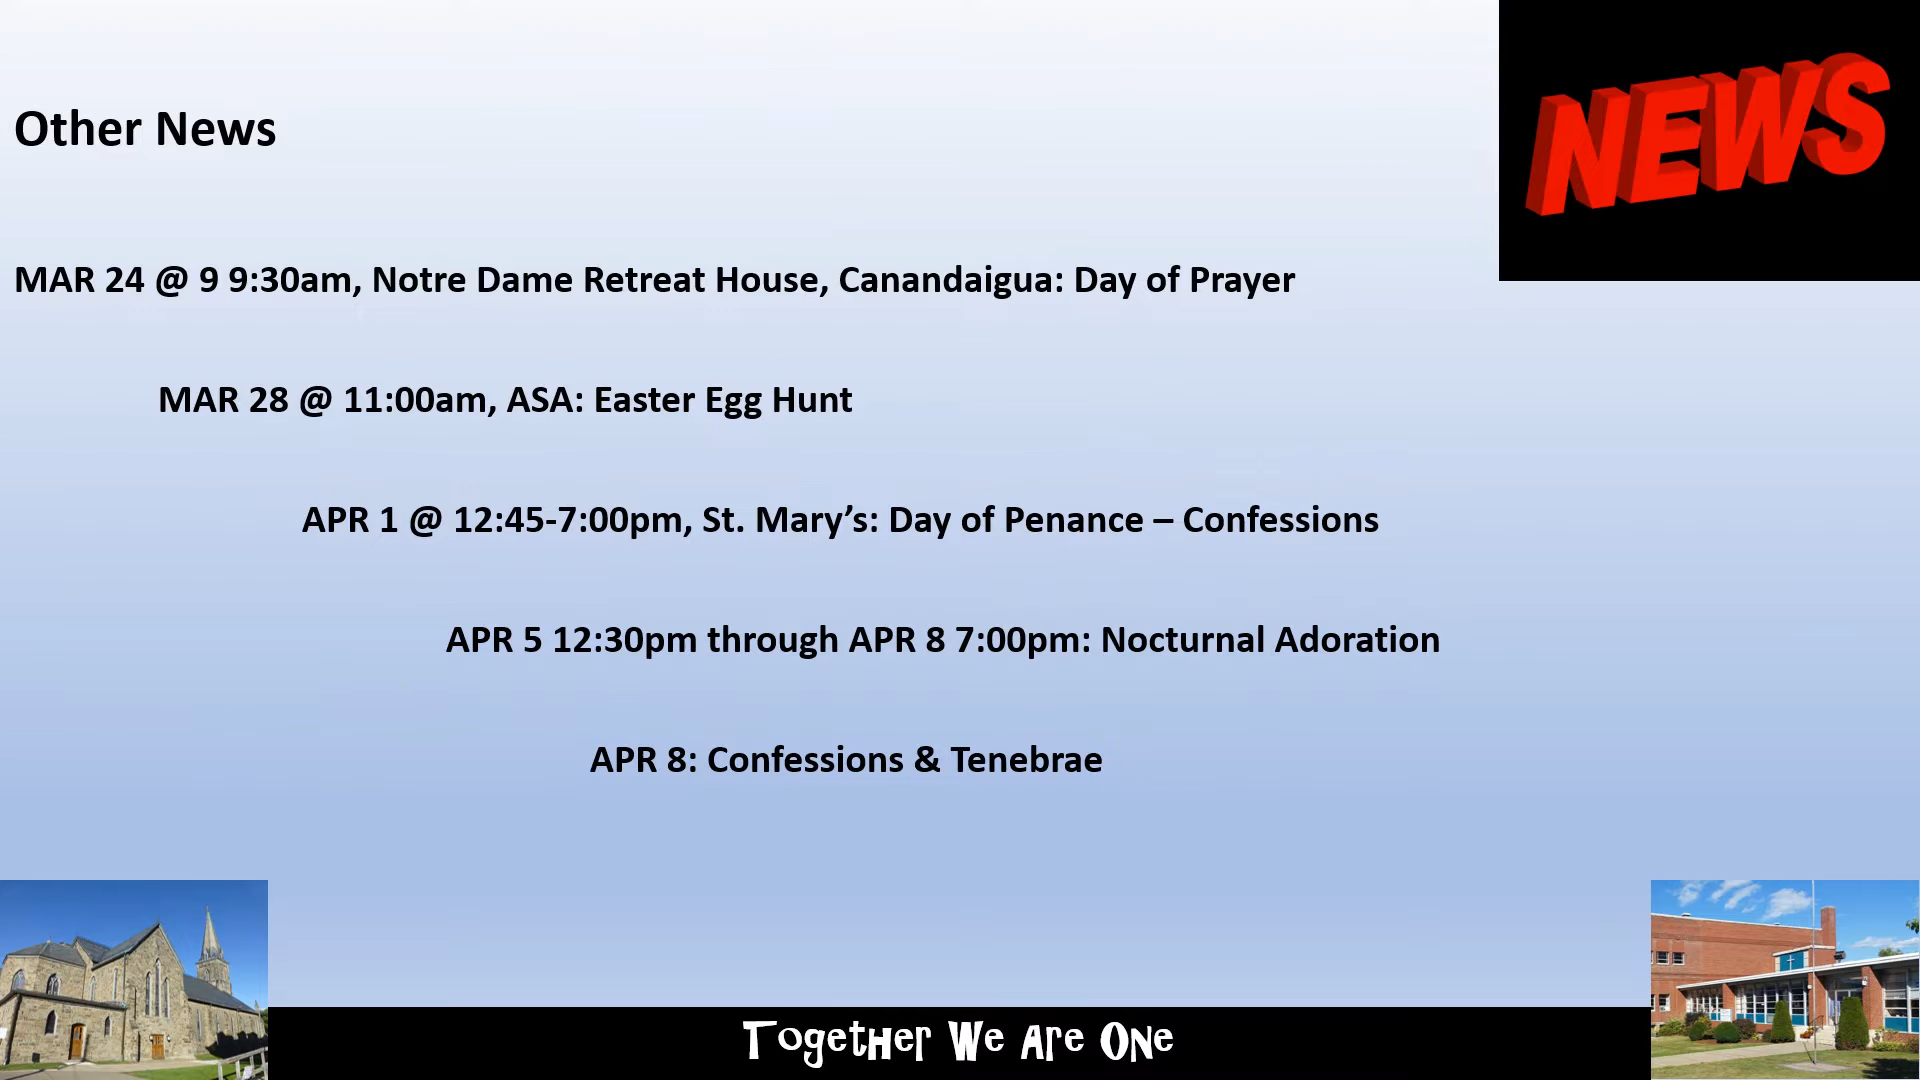 NEWS
Other News
MAR 24 @ 9 9:30am, Notre Dame Retreat House, Canandaigua: Day of Prayer
MAR 28 @ 11:00am, ASA: Easter Egg Hunt
APR 1 @ 12:45-7:00pm, St. Mary’s: Day of Penance – Confessions
APR 5 12:30pm through APR 8 7:00pm: Nocturnal Adoration
APR 8: Confessions & Tenebrae
Together We Are One